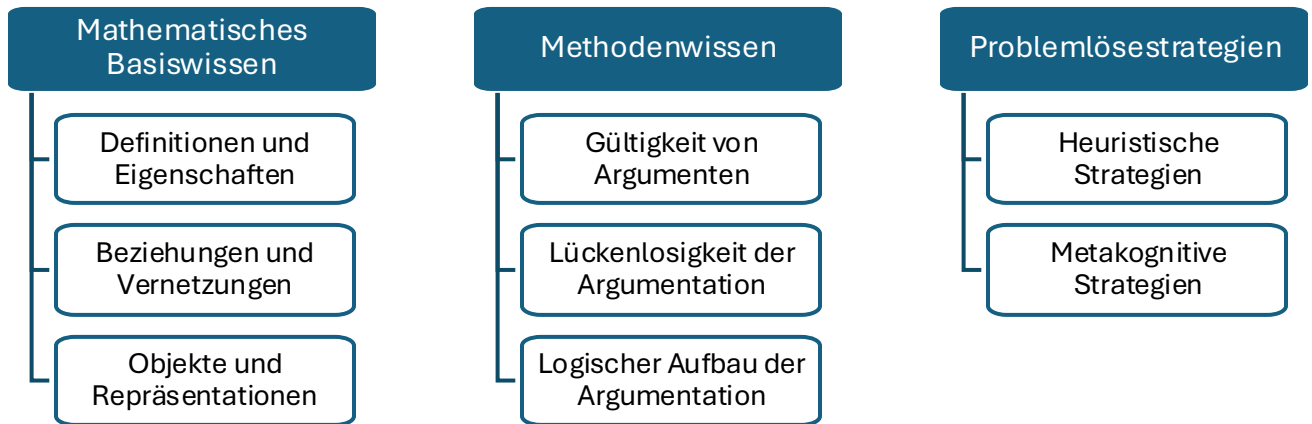 Mathematisches
Basiswissen
Definitionen und
Eigenschaften
Beziehungen und
Vernetzungen
Objekte und
Repräsentationen
Methodenwissen
Gültigkeit von
Argumenten
Lückenlosigkeit der
Argumentation
Logischer Aufbau der
Argumentation
Problemlösestrategien
Heuristische
Strategien
Metakognitive
Strategien